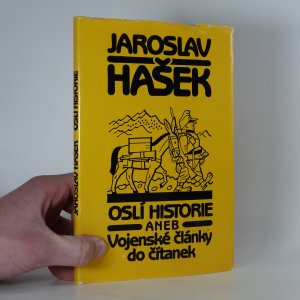 JAROSLAV
HAŠEK
OSLÍ HISTORIE
ANEB
Vojenské články
do čítanek
JAROSLAV HAŠEK OSLÍ HISTORIE